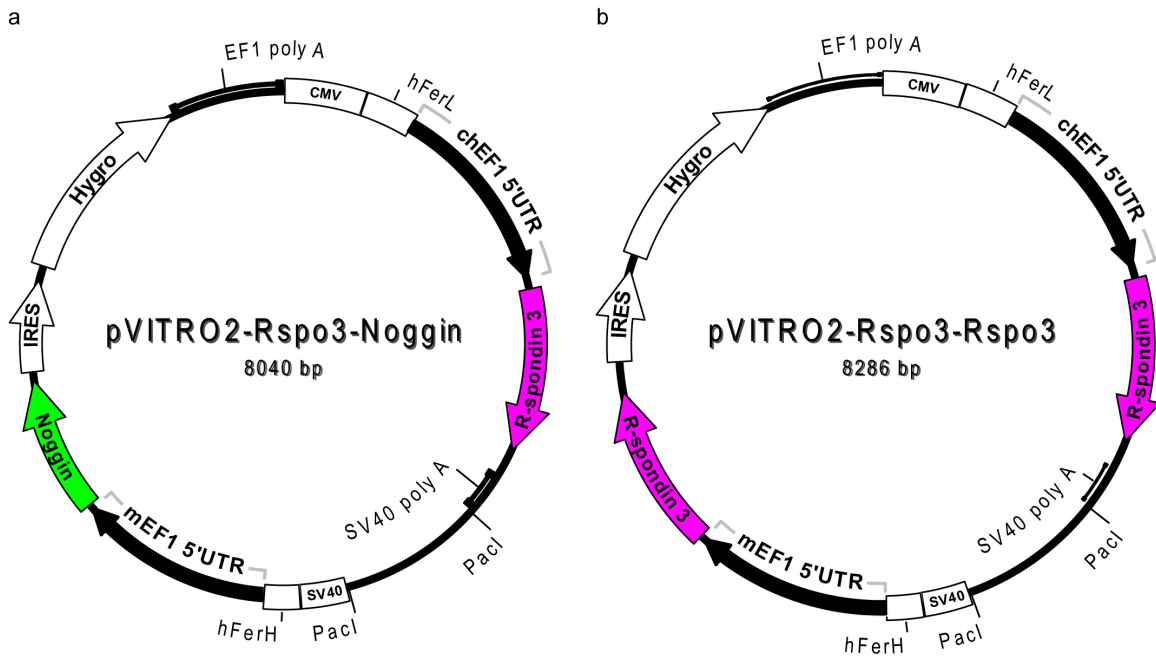 a
EF1 poly A
CMV
hFerL
chEF1 5'UTR
Hygro
IRES
pVITRO2-Rspo3-Noggin
8040 bp
R-spondin 3
Noggin
SV40 poly A
PacI
mEF1 5'UTR
SV40
hFerH
PacI
b
EF1 poly A
CMV
hFerL
chEF1 5'UTR
Hygro
IRES
pVITRO2-Rspo3-Rspo3
8286 bp
R-spondin 3
R-spondin 3
SV40 poly A
PacI
mEF1 5'UTR
SV40
hFerH
PacI